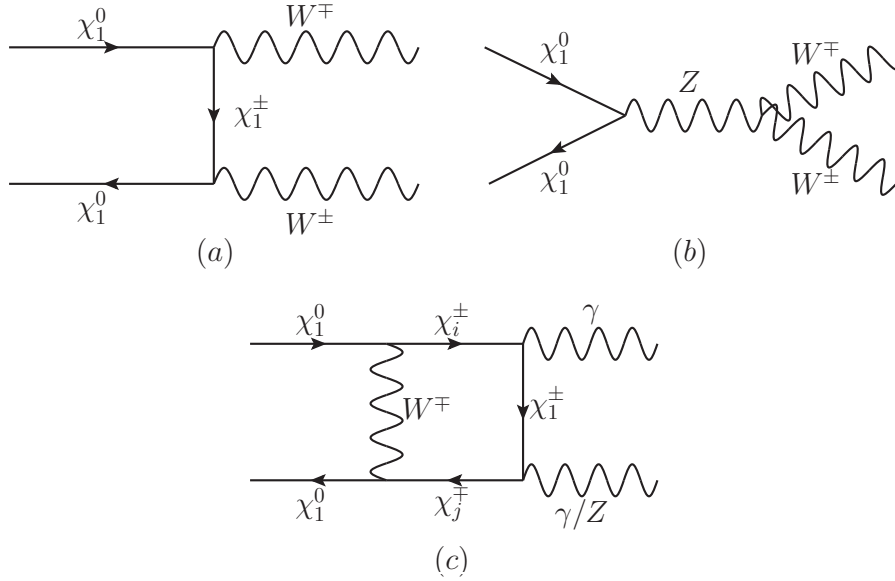 χ₁⁰ W^∓
χ₁^±
χ₁⁰ W^±
(a)
χ₁⁰ Z W^∓
χ₁⁰ W^±
(b)
χ₁⁰ χᵢ^± γ
W^∓ χ₁^±
χ₁⁰ χⱼ^∓ γ/Z
(c)